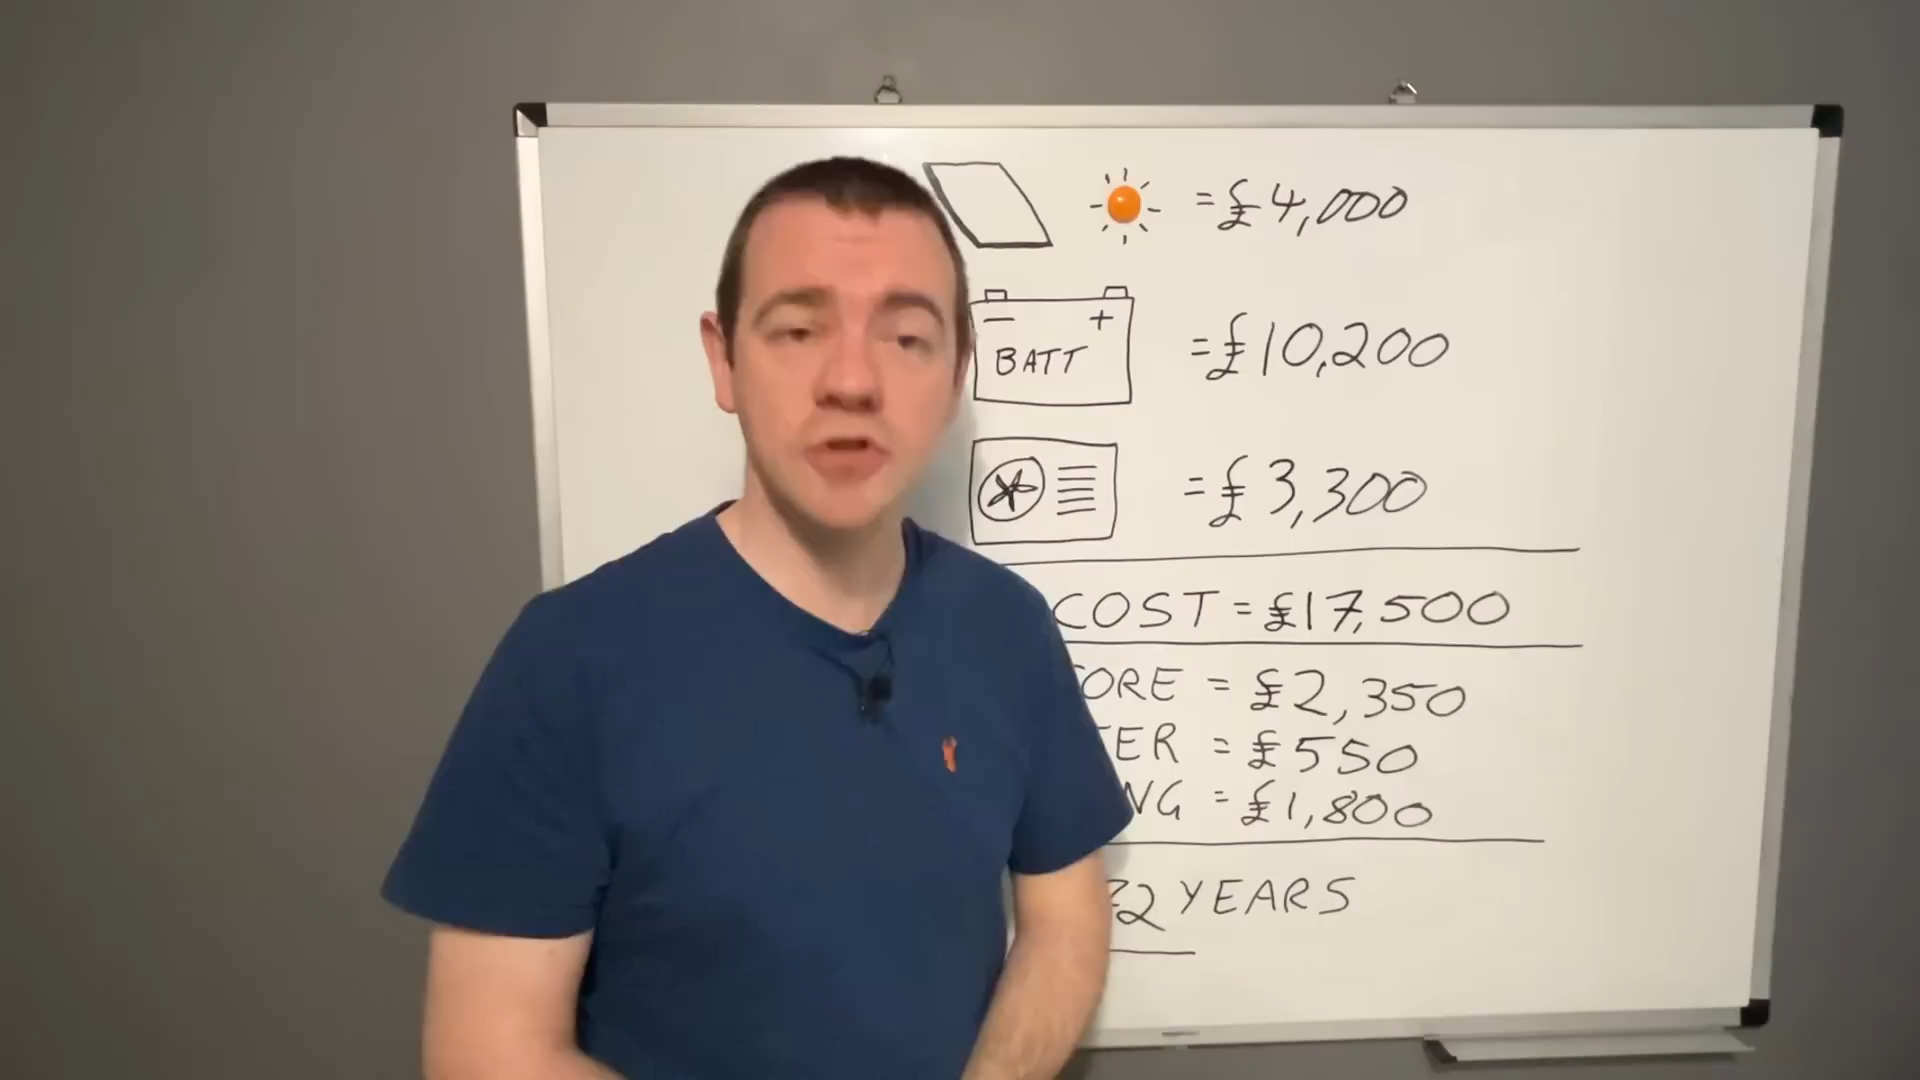 = £4,000
- +
BATT
= £10,200
= £3,300
COST = £17,500
ORE = £2,350
TER = £550
NG = £1,800
2 YEARS